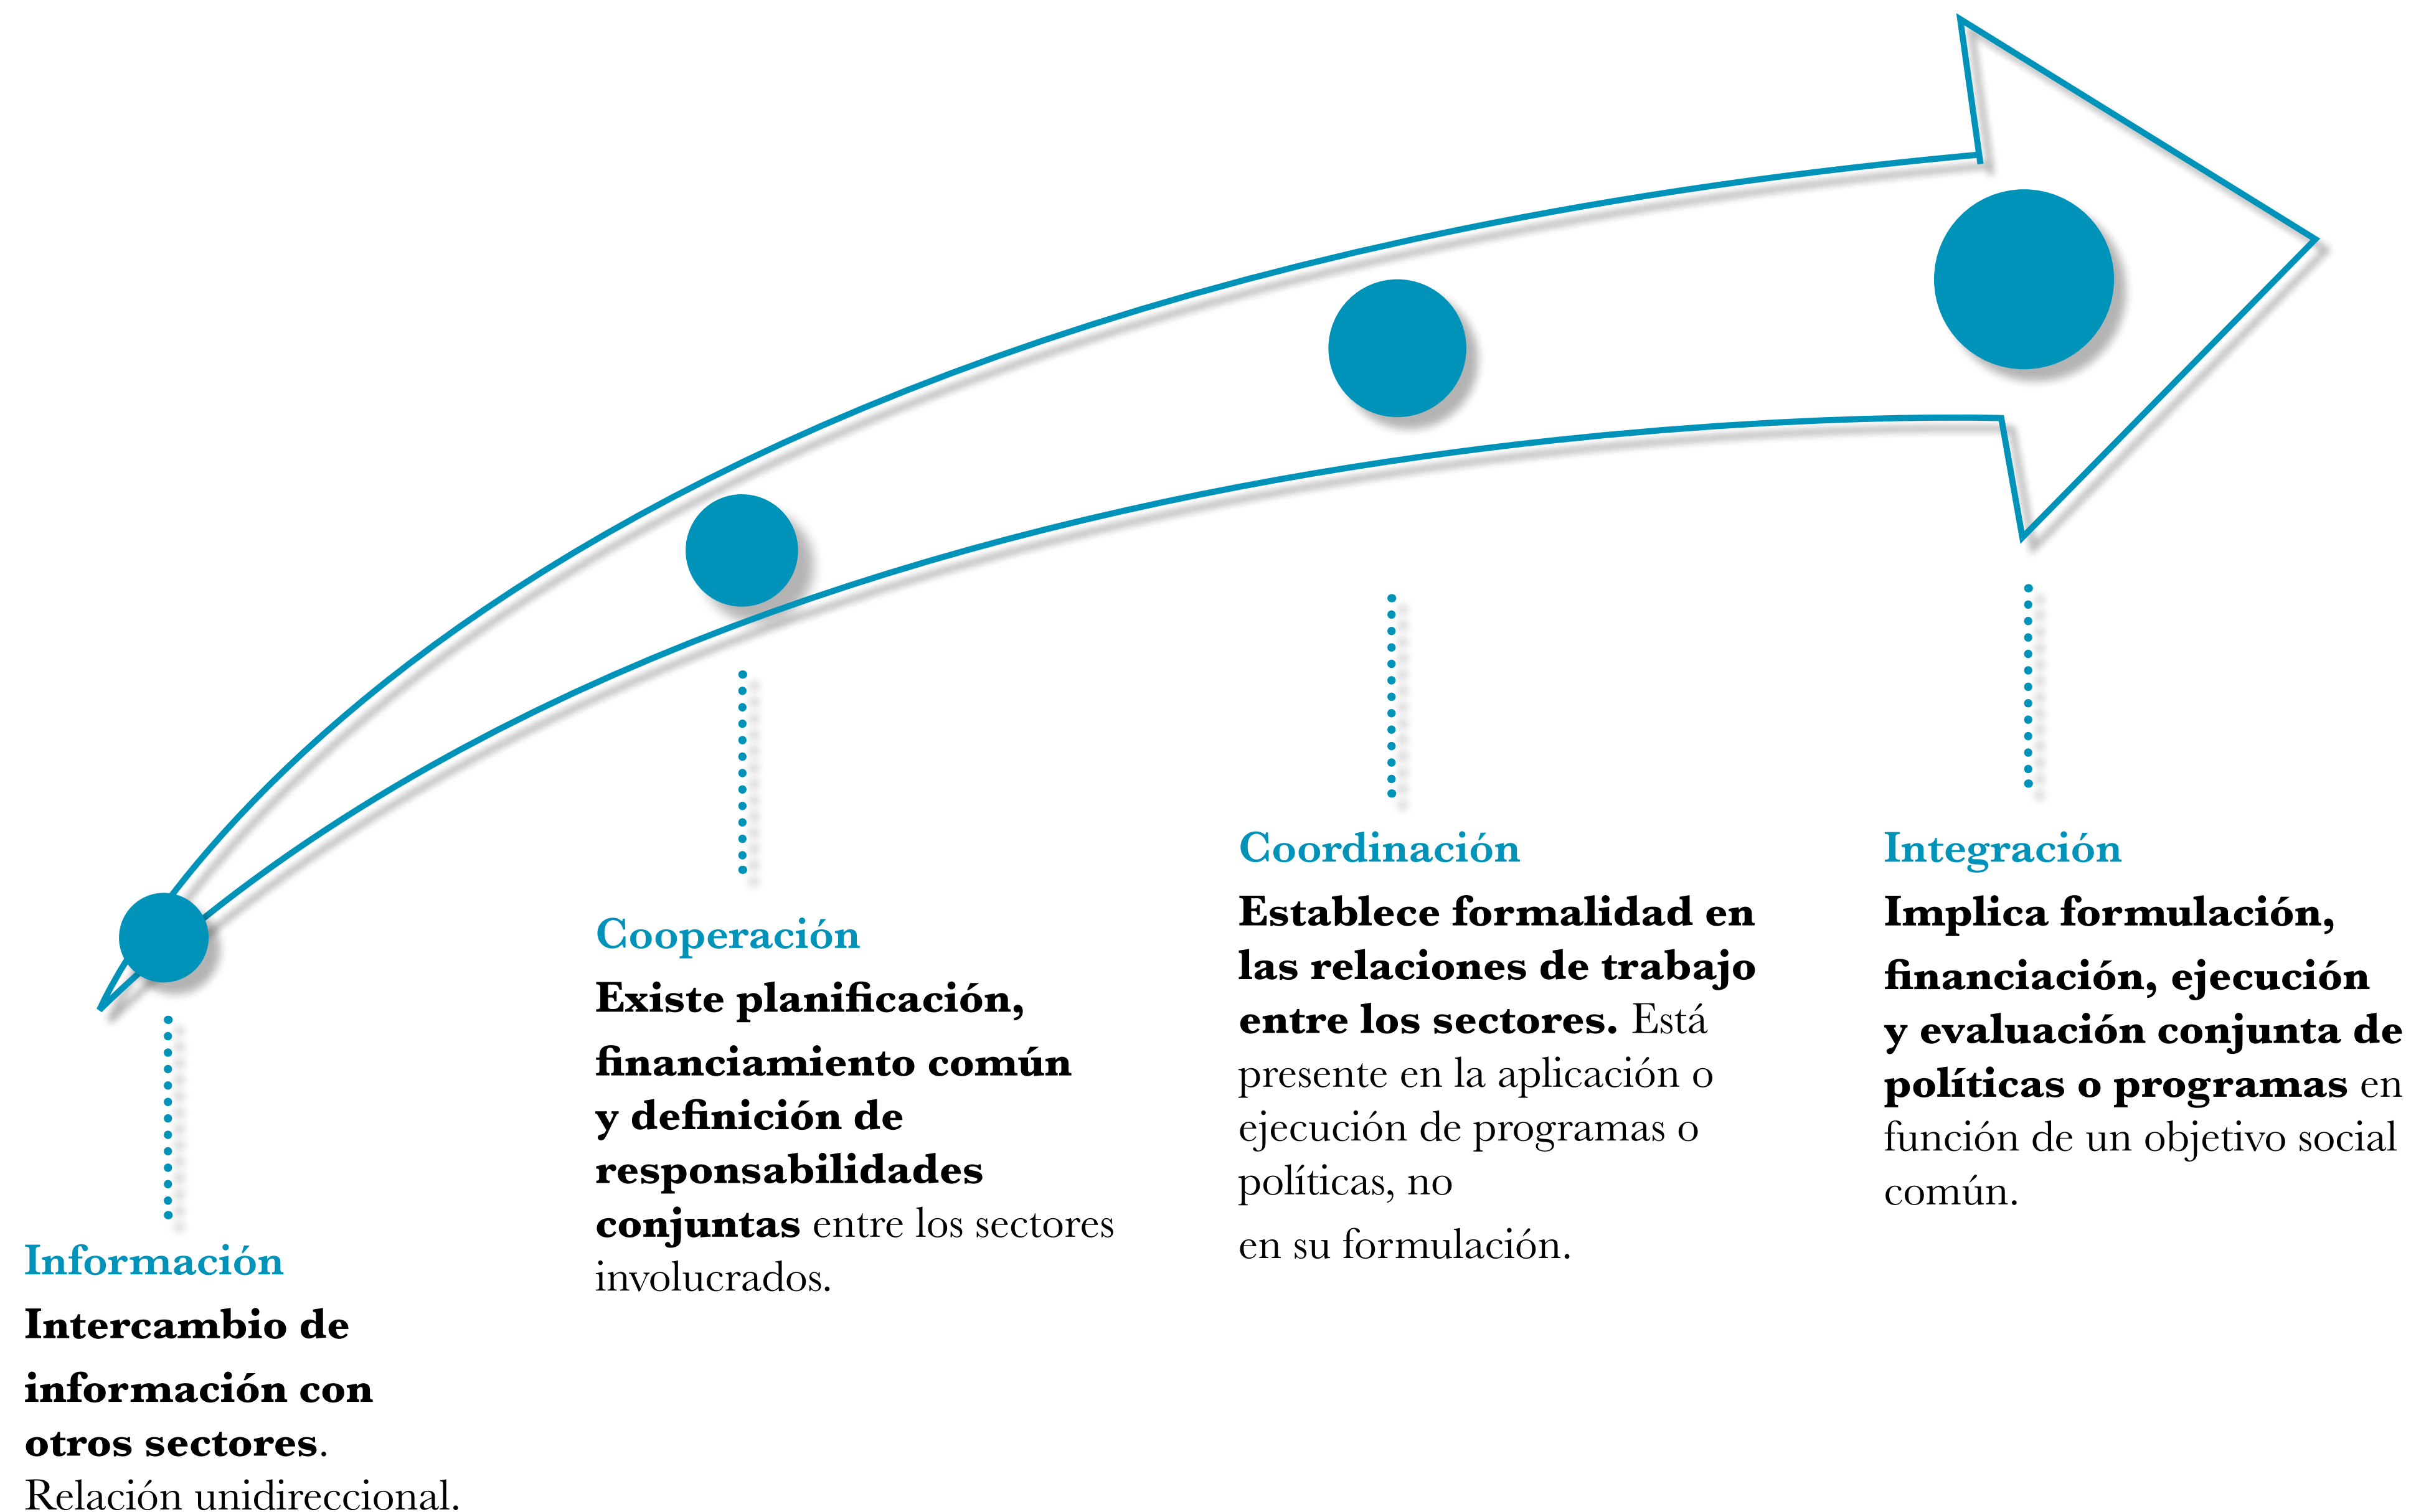 Información
Intercambio de
información con
otros sectores.
Relación unidireccional.
Cooperación
Existe planificación,
financiamiento común
y definición de
responsabilidades
conjuntas entre los sectores
involucrados.
Coordinación
Establece formalidad en
las relaciones de trabajo
entre los sectores. Está
presente en la aplicación o
ejecución de programas o
políticas, no
en su formulación.
Integración
Implica formulación,
financiación, ejecución
y evaluación conjunta de
políticas o programas en
función de un objetivo social
común.